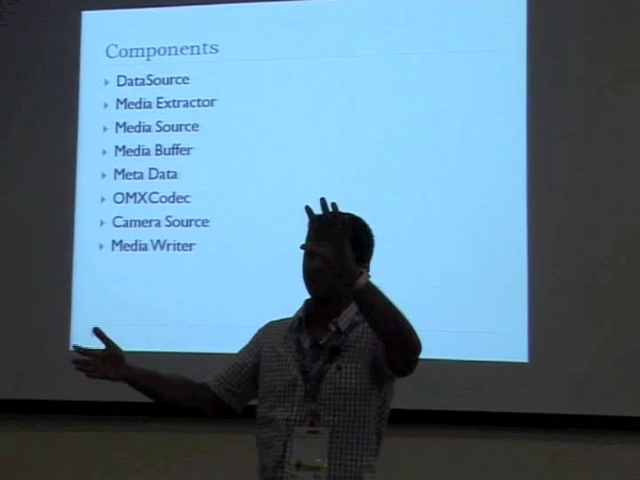 Components
DataSource
Media Extractor
Media Source
Media Buffer
Meta Data
OMXCodec
Camera Source
Media Writer